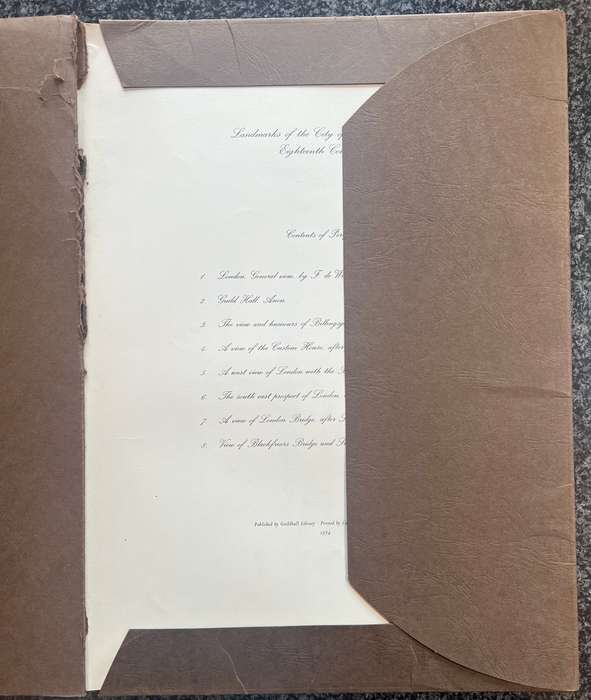 Landmarks of the City of
Eighteenth
Contents of
1. London. General view, by F. de
2. Guild Hall. Anon.
3. The view and humours of
4. A view of the Custom House, after
5. A west view of London with the
6. The south east prospect of London,
7. A view of London Bridge, after
8. View of Blackfriars Bridge and
Published by Guildhall Library · Printed by
1974